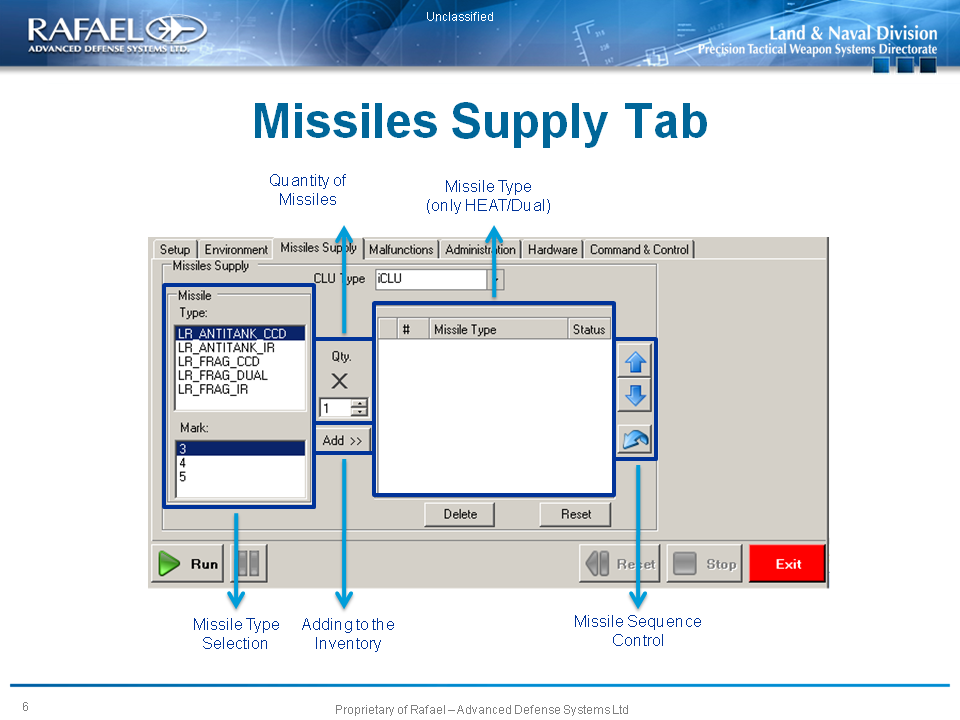 Unclassified
RAFAEL
ADVANCED DEFENSE SYSTEMS LTD.
Land & Naval Division
Precision Tactical Weapon Systems Directorate
Missiles Supply Tab
Quantity of
Missiles
Missile Type
(only HEAT/Dual)
Setup Environment Missiles Supply Malfunctions Administration Hardware Command & Control
Missiles Supply
CLU Type iCLU
Missile
Type:
LR_ANTITANK_CCD
LR_ANTITANK_IR
LR_FRAG_CCD
LR_FRAG_DUAL
LR_FRAG_IR
Mark:
3
4
5
Qty.
X
1
Add >>
# Missile Type Status
Delete Reset
Run Reset Stop Exit
Missile Type
Selection
Adding to the
Inventory
Missile Sequence
Control
6
Proprietary of Rafael – Advanced Defense Systems Ltd